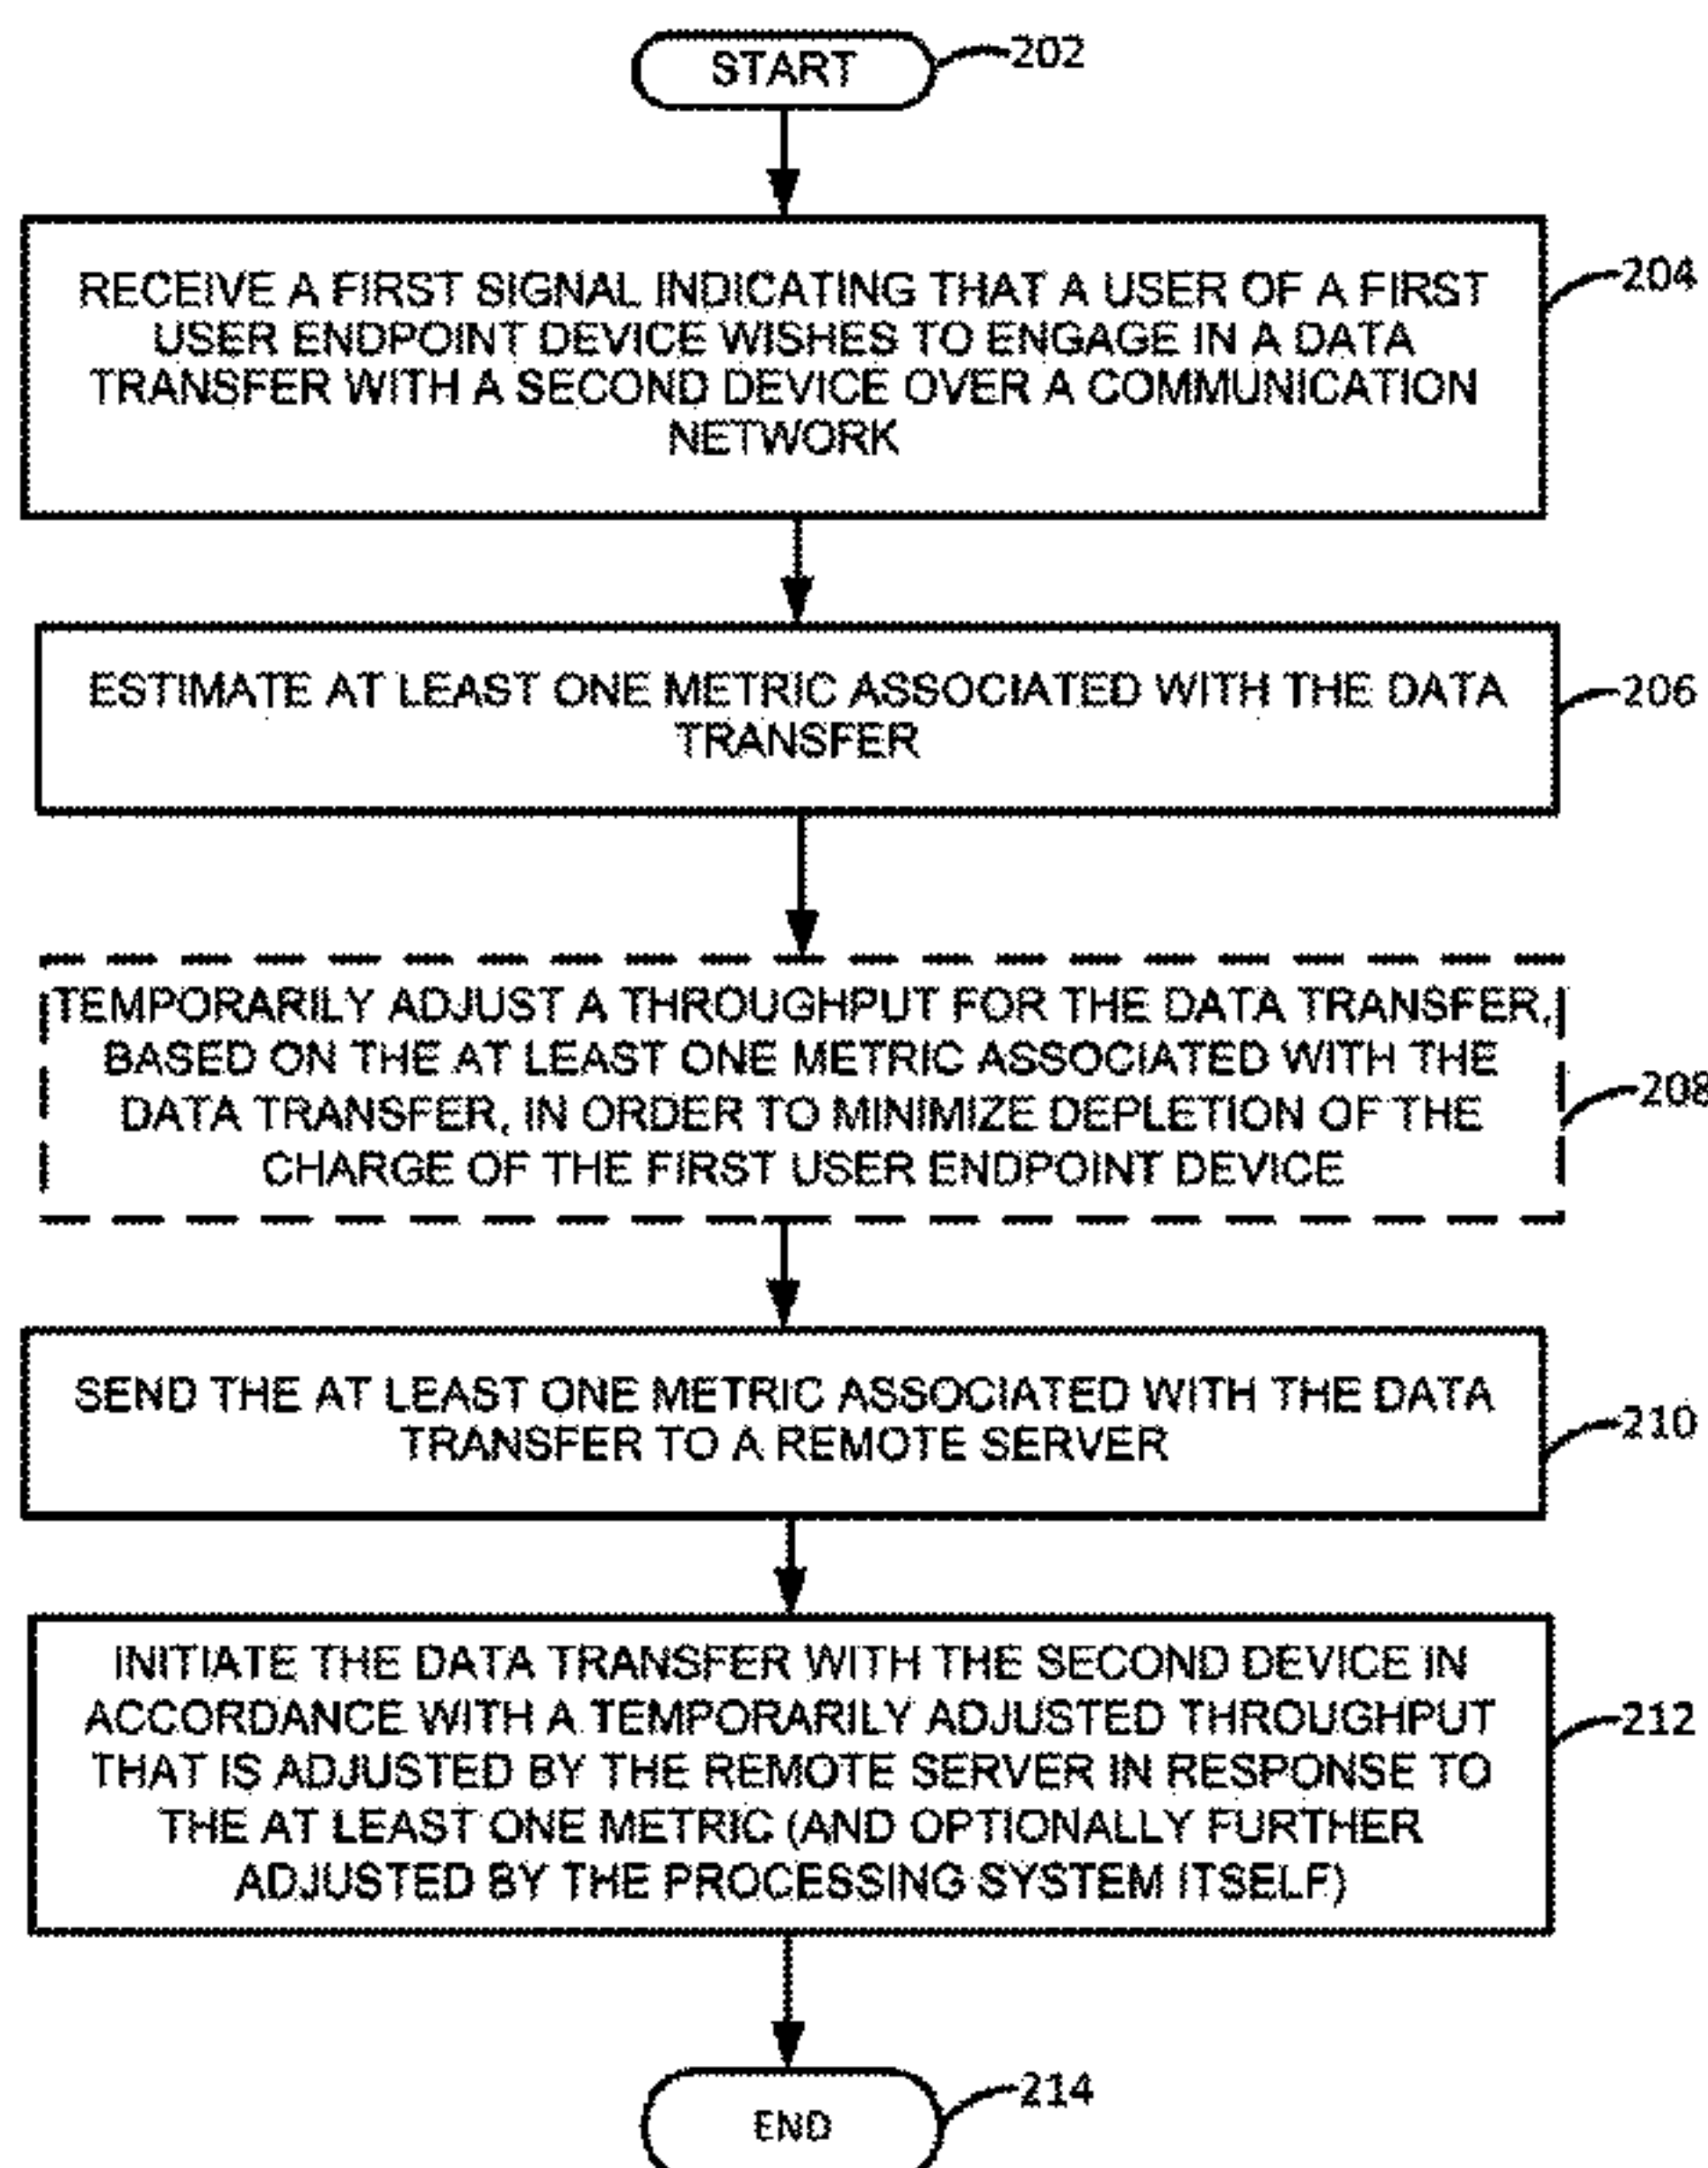 START
202
RECEIVE A FIRST SIGNAL INDICATING THAT A USER OF A FIRST
USER ENDPOINT DEVICE WISHES TO ENGAGE IN A DATA
TRANSFER WITH A SECOND DEVICE OVER A COMMUNICATION
NETWORK
204
ESTIMATE AT LEAST ONE METRIC ASSOCIATED WITH THE DATA
TRANSFER
206
TEMPORARILY ADJUST A THROUGHPUT FOR THE DATA TRANSFER,
BASED ON THE AT LEAST ONE METRIC ASSOCIATED WITH THE
DATA TRANSFER, IN ORDER TO MINIMIZE DEPLETION OF THE
CHARGE OF THE FIRST USER ENDPOINT DEVICE
208
SEND THE AT LEAST ONE METRIC ASSOCIATED WITH THE DATA
TRANSFER TO A REMOTE SERVER
210
INITIATE THE DATA TRANSFER WITH THE SECOND DEVICE IN
ACCORDANCE WITH A TEMPORARILY ADJUSTED THROUGHPUT
THAT IS ADJUSTED BY THE REMOTE SERVER IN RESPONSE TO
THE AT LEAST ONE METRIC (AND OPTIONALLY FURTHER
ADJUSTED BY THE PROCESSING SYSTEM ITSELF)
212
END
214